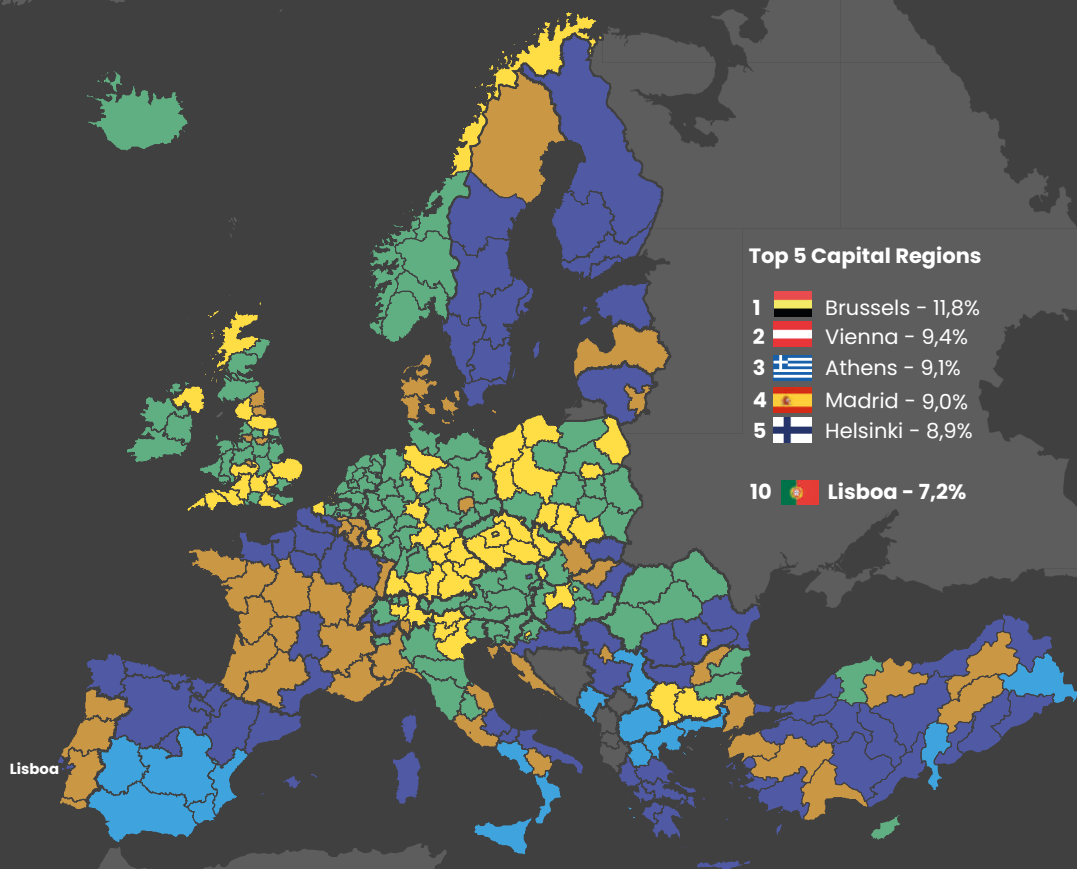 Top 5 Capital Regions
1 Brussels - 11,8%
2 Vienna - 9,4%
3 Athens - 9,1%
4 Madrid - 9,0%
5 Helsinki - 8,9%
10 Lisboa - 7,2%
Lisboa